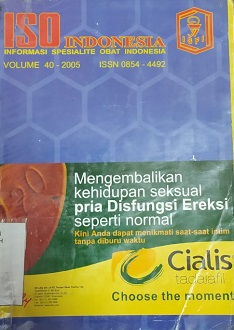 ISO INDONESIA
INFORMASI SPESIALITE OBAT INDONESIA
VOLUME 40 - 2005 ISSN 0854 - 4492
Mengembalikan
kehidupan seksual
pria Disfungsi Ereksi
seperti normal
Kini Anda dapat menikmati saat-saat intim
tanpa diburu waktu
Cialis
tadalafil
Choose the moment